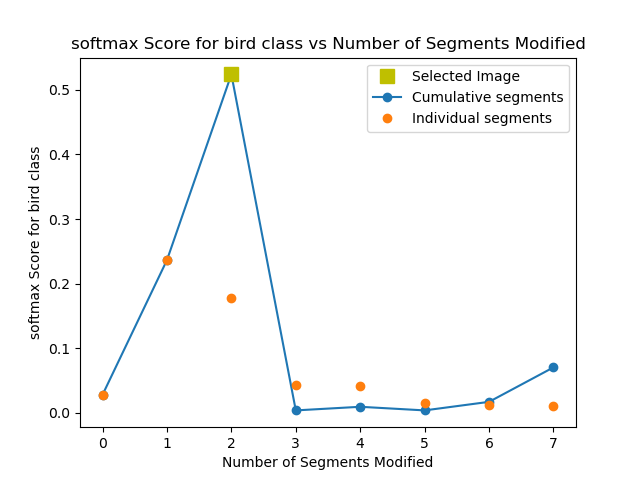 softmax Score for bird class vs Number of Segments Modified
Selected Image
Cumulative segments
Individual segments
softmax Score for bird class
0.5
0.4
0.3
0.2
0.1
0.0
0 1 2 3 4 5 6 7
Number of Segments Modified